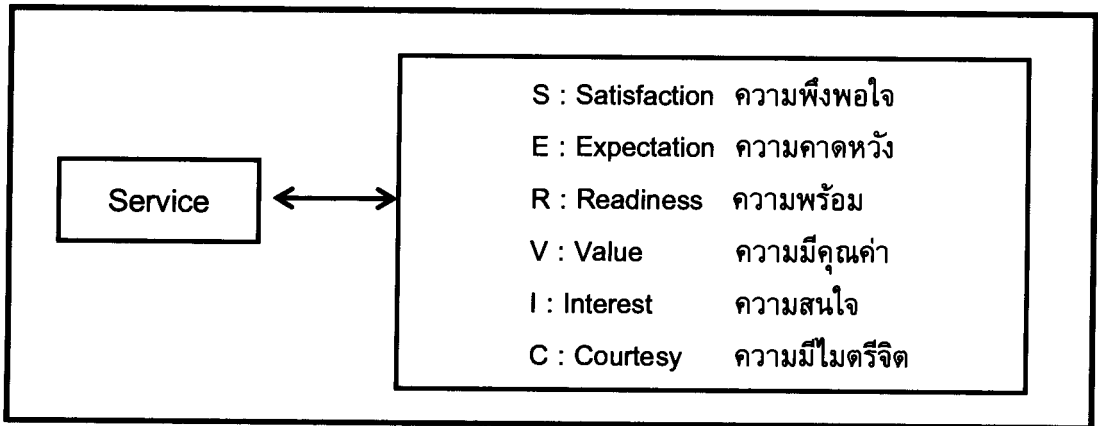 Service
S : Satisfaction ความพึงพอใจ
E : Expectation ความคาดหวัง
R : Readiness ความพร้อม
V : Value ความมีคุณค่า
I : Interest ความสนใจ
C : Courtesy ความมีไมตรีจิต